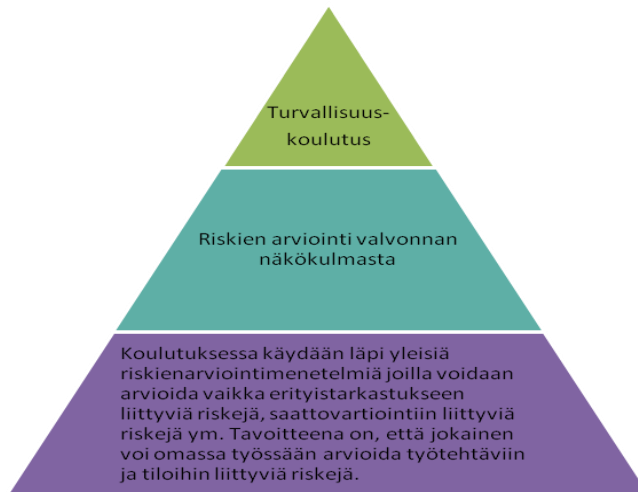 Turvallisuus-
koulutus
Riskien arviointi valvonnan
näkökulmasta
Koulutuksessa käydään läpi yleisiä
riskienarviointimenetelmiä joilla voidaan
arvioida vaikka erityistarkastukseen
liittyviä riskejä, saattovartiointiin liittyviä
riskejä ym. Tavoitteena on, että jokainen
voi omassa työssään arvioida työtehtäviin
ja tiloihin liittyviä riskejä.